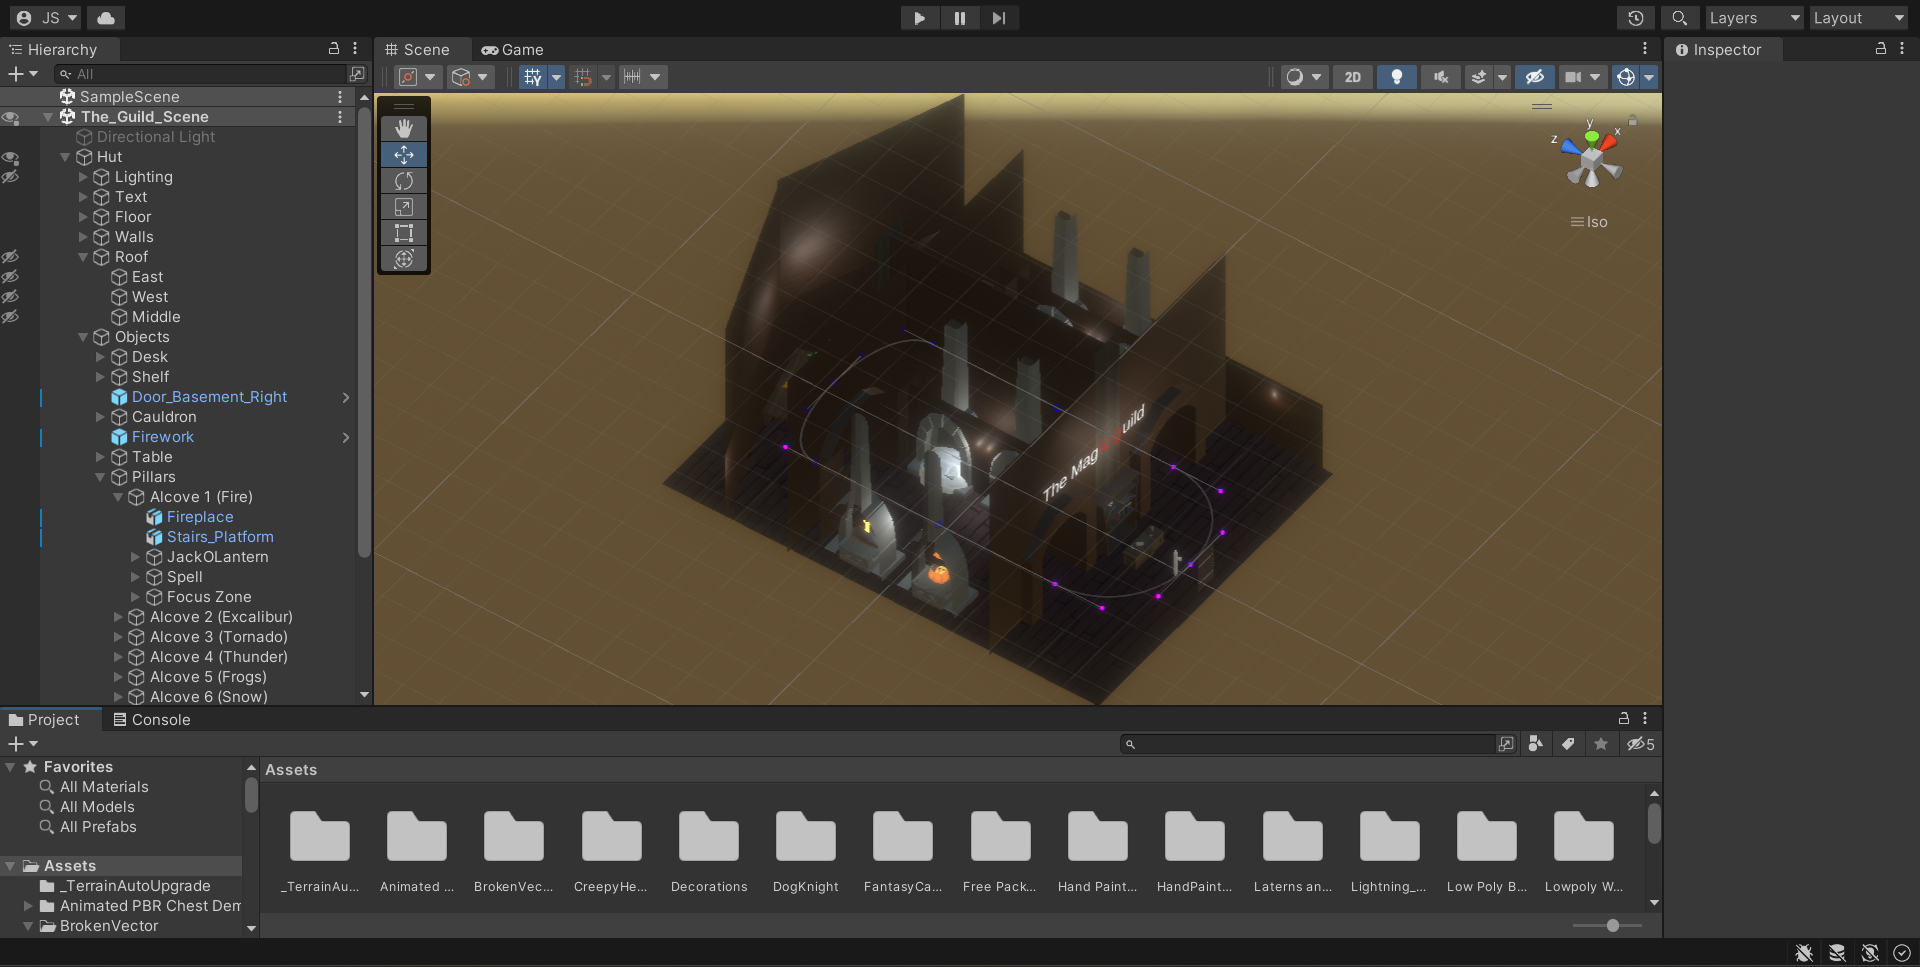 JS
Layers
Layout
Hierarchy
Scene
Game
Inspector
All
2D
SampleScene
The_Guild_Scene
Directional Light
Hut
Lighting
Text
Floor
Walls
Roof
East
West
Middle
Objects
Desk
Shelf
Door_Basement_Right
Cauldron
Firework
Table
Pillars
Alcove 1 (Fire)
Fireplace
Stairs_Platform
JackOLantern
Spell
Focus Zone
Alcove 2 (Excalibur)
Alcove 3 (Tornado)
Alcove 4 (Thunder)
Alcove 5 (Frogs)
Alcove 6 (Snow)
y
x
z
Iso
The Mag uild
Project
Console
5
Favorites
All Materials
All Models
All Prefabs
Assets
_TerrainAutoUpgrade
Animated PBR Chest Dem
BrokenVector
Assets
_TerrainAu...
Animated ...
BrokenVec...
CreepyHe...
Decorations
DogKnight
FantasyCa...
Free Pack...
Hand Paint...
HandPaint...
Laterns an...
Lightning_...
Low Poly B...
Lowpoly W...